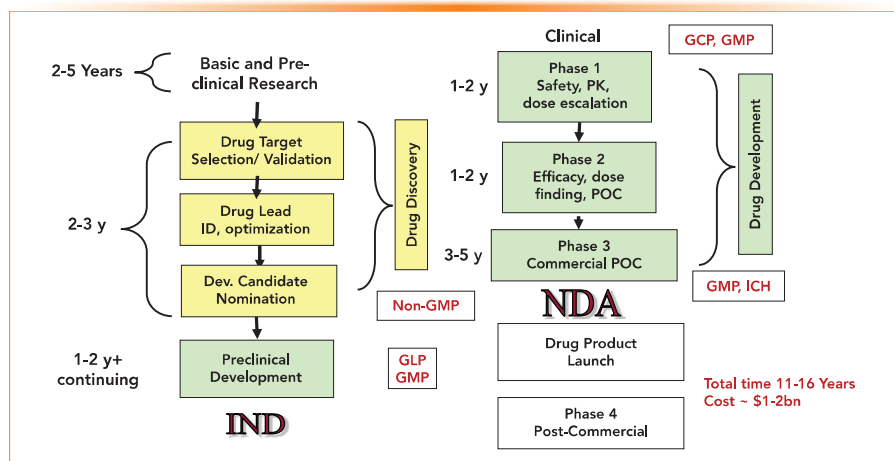 2-5 Years
Basic and Pre-
clinical Research
Drug Target
Selection/ Validation
2-3 y
Drug Lead
ID, optimization
Dev. Candidate
Nomination
Drug Discovery
Non-GMP
1-2 y+
continuing
Preclinical
Development
GLP
GMP
IND
Clinical
GCP, GMP
1-2 y
Phase 1
Safety, PK,
dose escalation
1-2 y
Phase 2
Efficacy, dose
finding, POC
3-5 y
Phase 3
Commercial POC
Drug Development
GMP, ICH
NDA
Drug Product
Launch
Phase 4
Post-Commercial
Total time 11-16 Years
Cost ~ $1-2bn